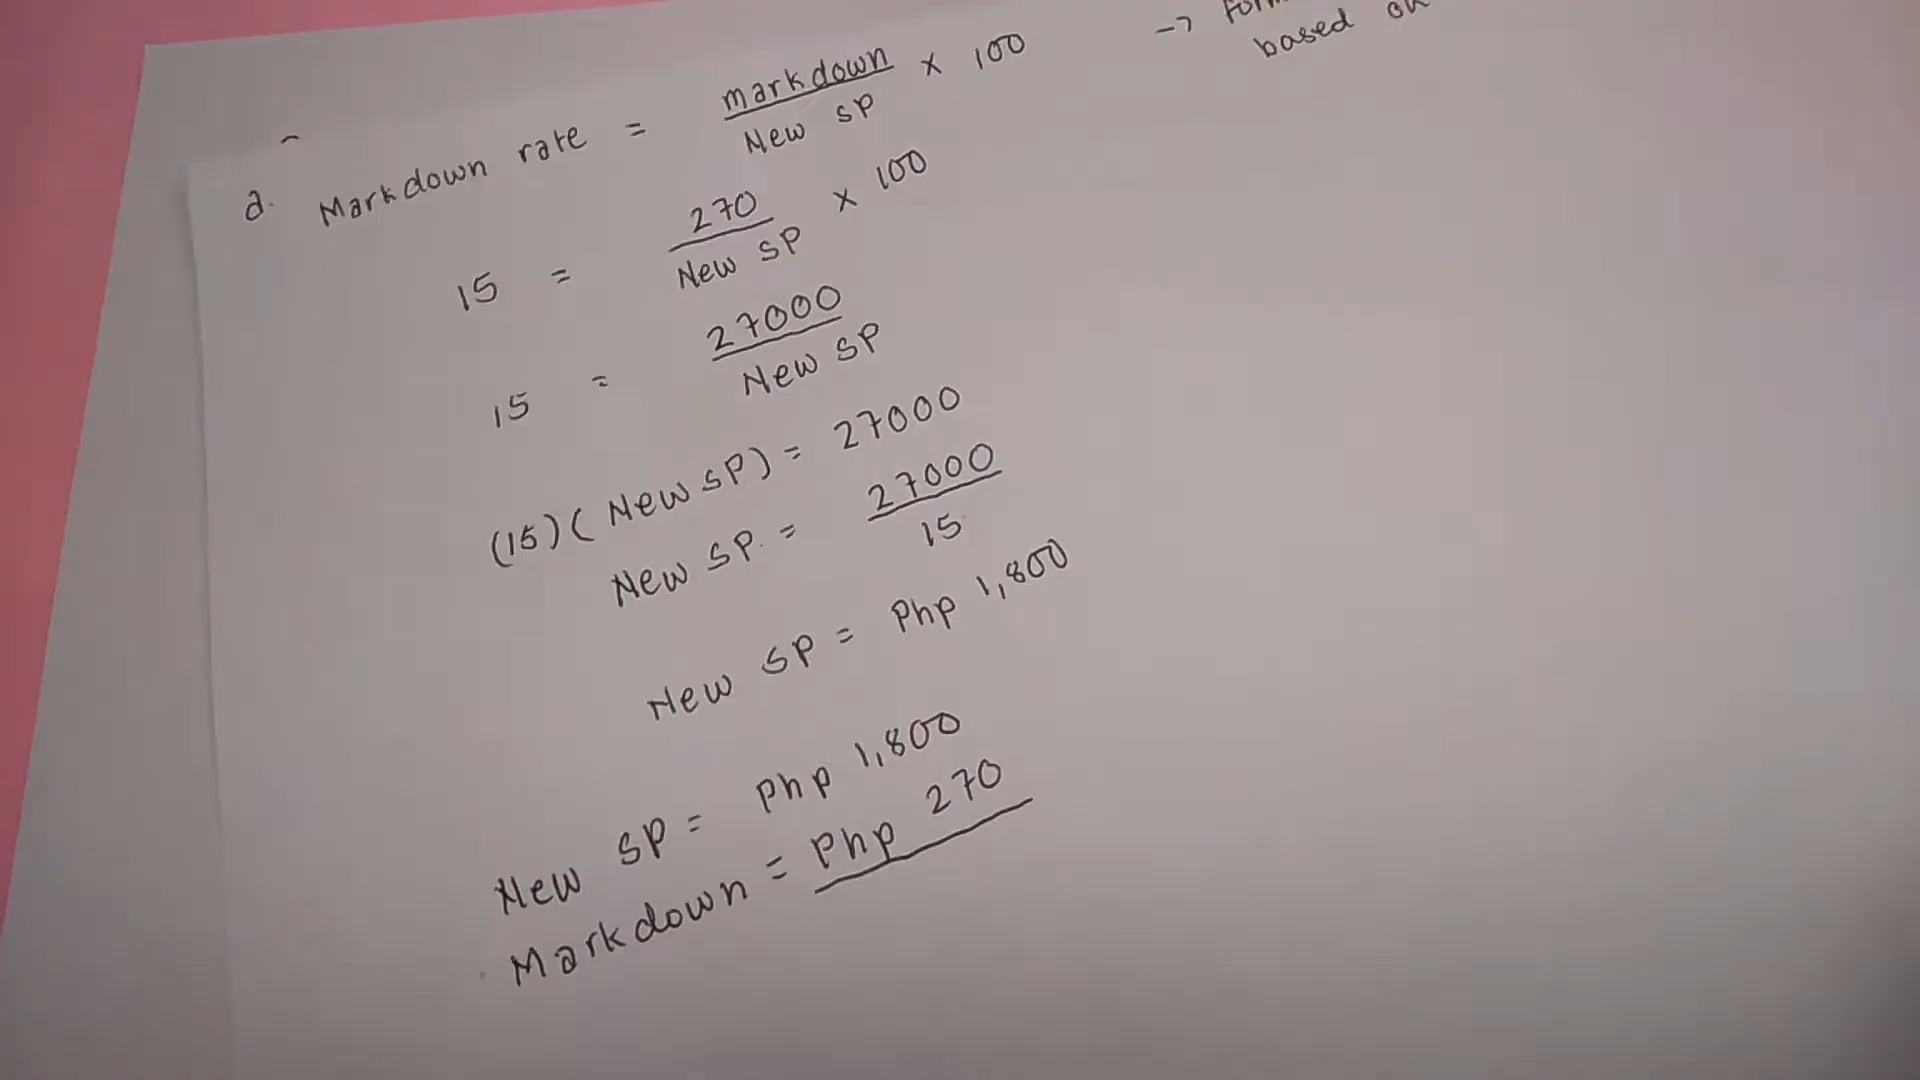 →
based on
a. Markdown rate = markdown / New SP x 100
15 = 270 / New SP x 100
15 = 27000 / New SP
(15)(New SP) = 27000
New SP. = 27000 / 15
New SP = Php 1,800
New SP = Php 1,800
Markdown = Php 270